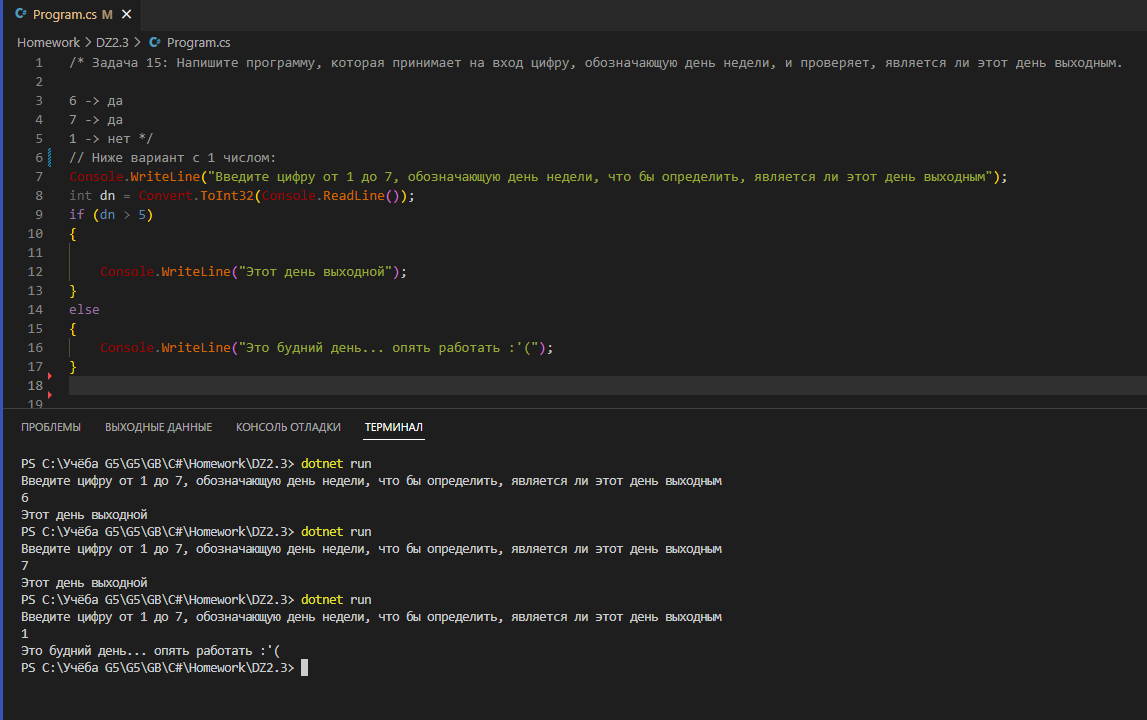 C# Program.cs M ×
Homework > DZ2.3 > C# Program.cs
1 /* Задача 15: Напишите программу, которая принимает на вход цифру, обозначающую день недели, и проверяет, является ли этот день выходным.
2
3 6 -> да
4 7 -> да
5 1 -> нет */
6 // Ниже вариант с 1 числом:
7 Console.WriteLine("Введите цифру от 1 до 7, обозначающую день недели, что бы определить, является ли этот день выходным");
8 int dn = Convert.ToInt32(Console.ReadLine());
9 if (dn > 5)
10 {
11
12 Console.WriteLine("Этот день выходной");
13 }
14 else
15 {
16 Console.WriteLine("Это будний день... опять работать :'(");
17 }
18
19
ПРОБЛЕМЫ ВЫХОДНЫЕ ДАННЫЕ КОНСОЛЬ ОТЛАДКИ ТЕРМИНАЛ
PS C:\Учёба G5\G5\GB\C#\Homework\DZ2.3> dotnet run
Введите цифру от 1 до 7, обозначающую день недели, что бы определить, является ли этот день выходным
6
Этот день выходной
PS C:\Учёба G5\G5\GB\C#\Homework\DZ2.3> dotnet run
Введите цифру от 1 до 7, обозначающую день недели, что бы определить, является ли этот день выходным
7
Этот день выходной
PS C:\Учёба G5\G5\GB\C#\Homework\DZ2.3> dotnet run
Введите цифру от 1 до 7, обозначающую день недели, что бы определить, является ли этот день выходным
1
Это будний день... опять работать :'(
PS C:\Учёба G5\G5\GB\C#\Homework\DZ2.3>